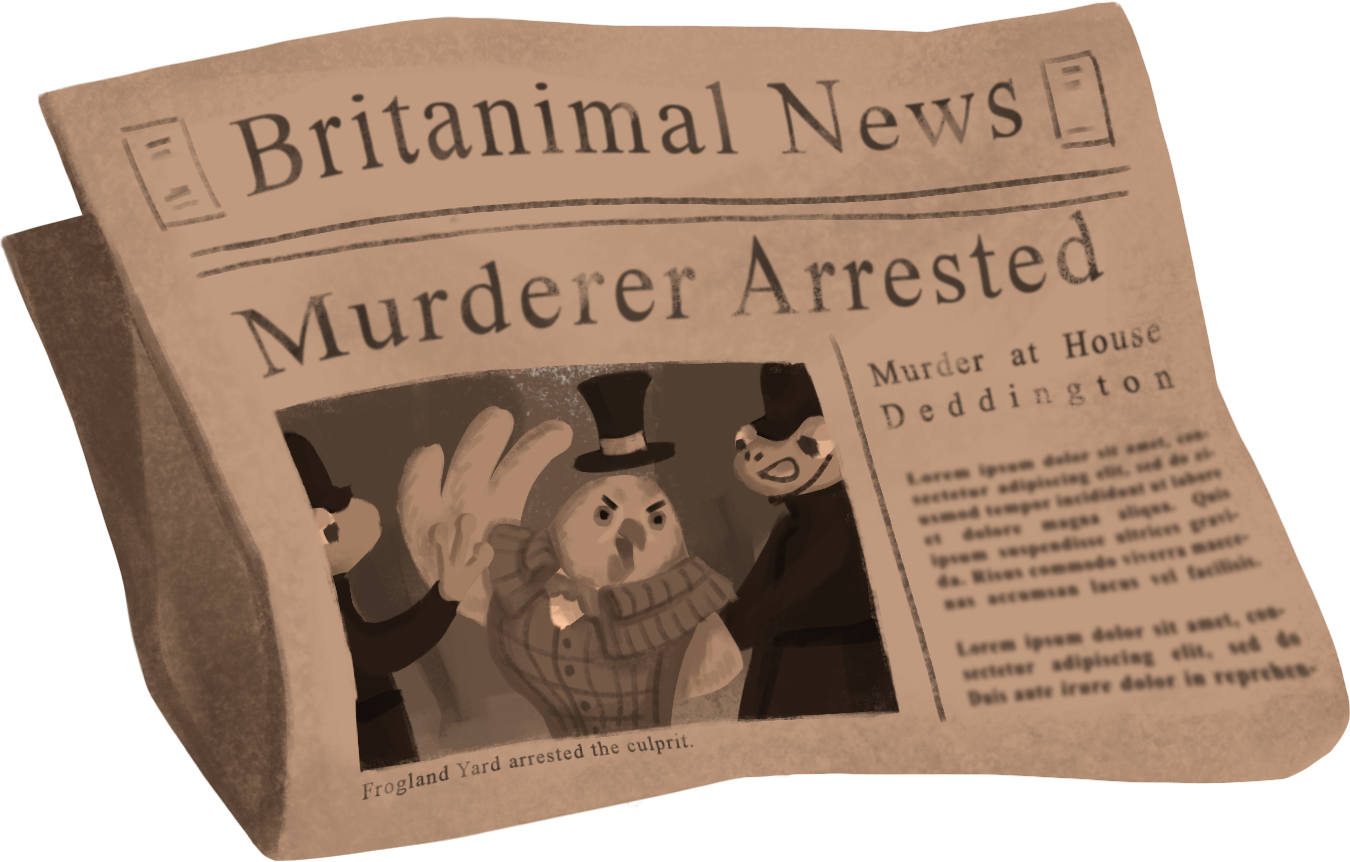 Britanimal News
Murderer Arrested
Murder at House
Deddington
Lorem ipsum dolor sit amet, con-
sectetur adipiscing elit, sed do ei-
usmod tempor incididunt ut labore
et dolore magna aliqua. Quis
ipsum suspendisse ultrices gravi-
da. Risus commodo viverra maece-
nas accumsan lacus vel facilisis.
Lorem ipsum dolor sit amet, con-
sectetur adipiscing elit, sed do
Duis aute irure dolor in reprehen-
Frogland Yard arrested the culprit.